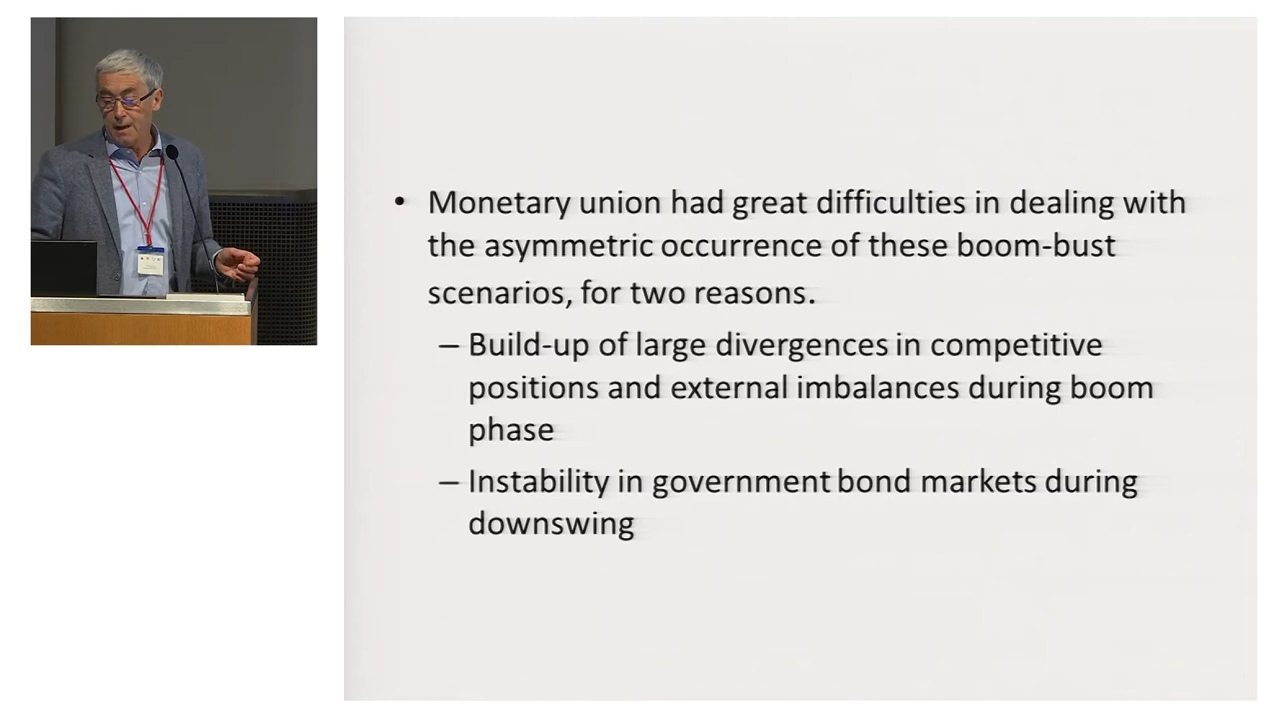 • Monetary union had great difficulties in dealing with
the asymmetric occurrence of these boom-bust
scenarios, for two reasons.
– Build-up of large divergences in competitive
positions and external imbalances during boom
phase
– Instability in government bond markets during
downswing